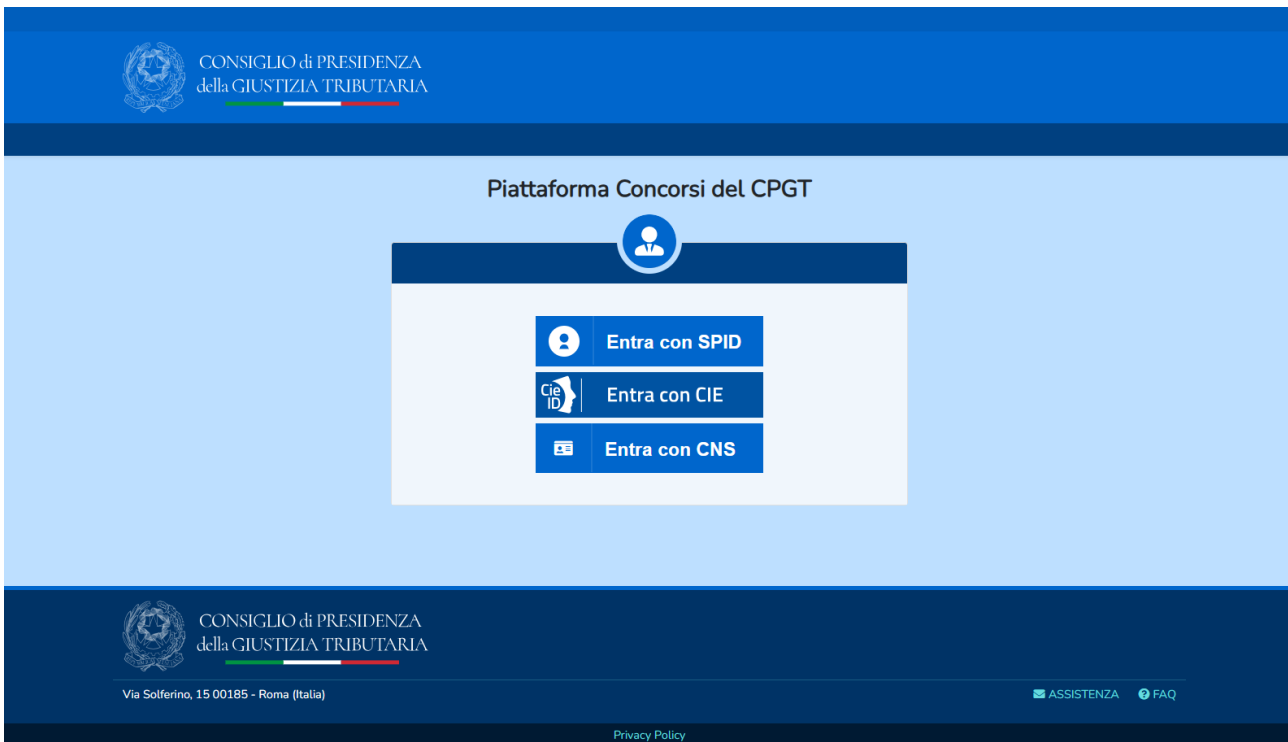 CONSIGLIO di PRESIDENZA
della GIUSTIZIA TRIBUTARIA
Piattaforma Concorsi del CPGT
Entra con SPID
Cie ID Entra con CIE
Entra con CNS
CONSIGLIO di PRESIDENZA
della GIUSTIZIA TRIBUTARIA
Via Solferino, 15 00185 - Roma (Italia) ASSISTENZA FAQ
Privacy Policy